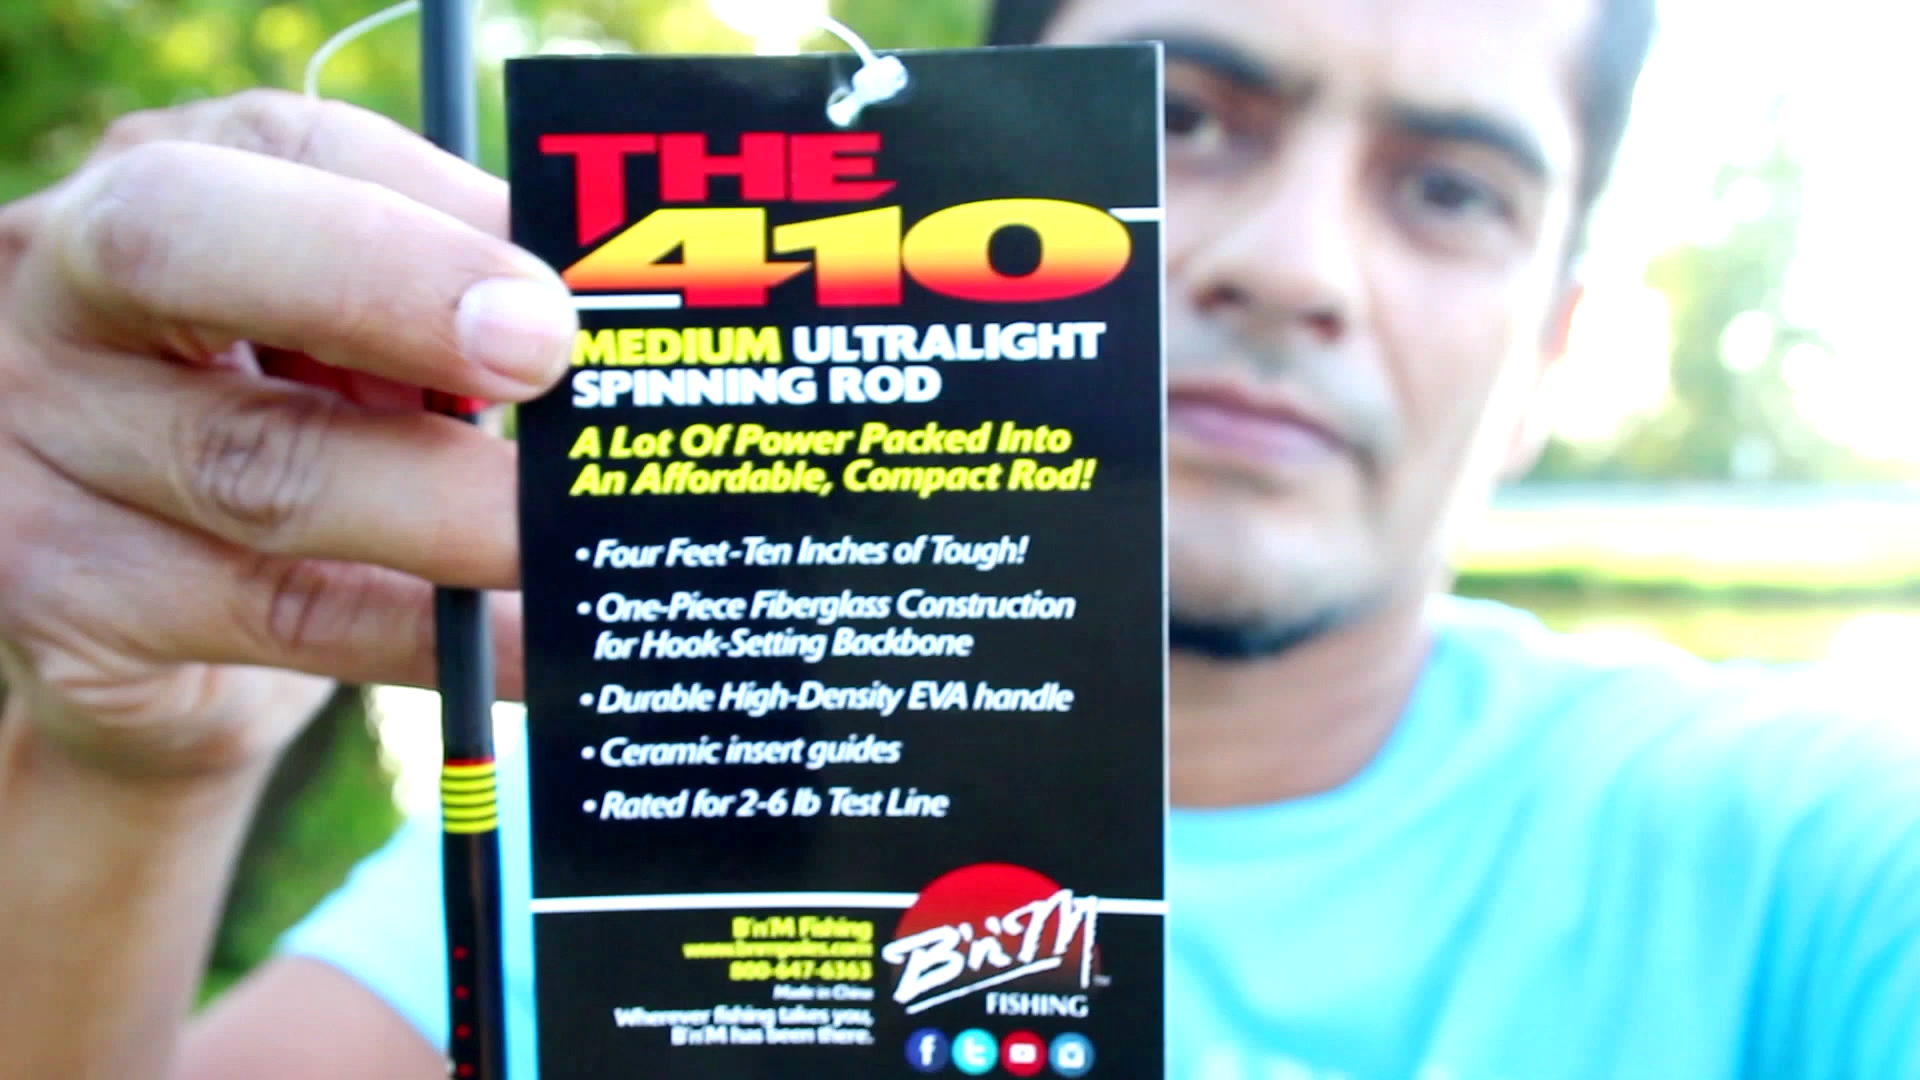 THE
410
MEDIUM ULTRALIGHT
SPINNING ROD
A Lot Of Power Packed Into
An Affordable, Compact Rod!
• Four Feet-Ten Inches of Tough!
• One-Piece Fiberglass Construction
for Hook-Setting Backbone
• Durable High-Density EVA handle
• Ceramic insert guides
• Rated for 2-6 lb Test Line
B'n'M Fishing
www.bnmpoles.com
800-647-6363
Made in China
Wherever fishing takes you,
B'n'M has been there.
B'n'M
FISHING